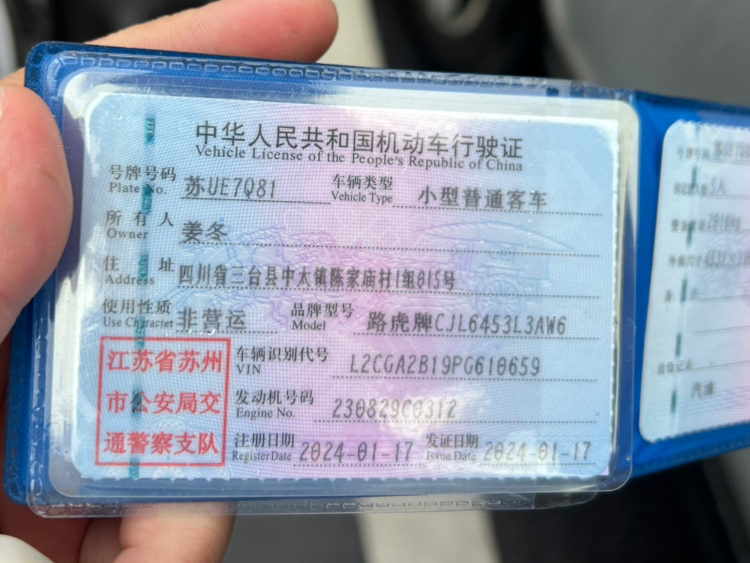 中华人民共和国机动车行驶证
Vehicle License of the People's Republic of China
号牌号码 苏UE7Q81 车辆类型 小型普通客车
Plate No. Vehicle Type
所有人 姜冬
Owner
住址 四川省三台县中太镇陈家庙村1组015号
Address
使用性质 非营运 品牌型号 路虎牌CJL6453L3AW6
Use Character Model
江苏省苏州
市公安局交
通警察支队
车辆识别代号 L2CGA2B19PG610659
VIN
发动机号码 230829C0312
Engine No.
注册日期 2024-01-17 发证日期 2024-01-17
Register Date Issue Date
号牌号码
5人
汽油